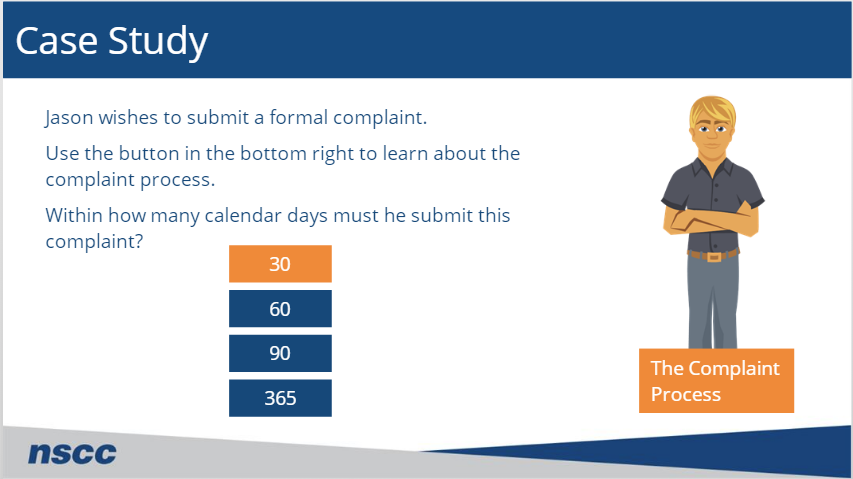 Case Study
Jason wishes to submit a formal complaint.
Use the button in the bottom right to learn about the
complaint process.
Within how many calendar days must he submit this
complaint?
30
60
90
365
The Complaint
Process
nscc